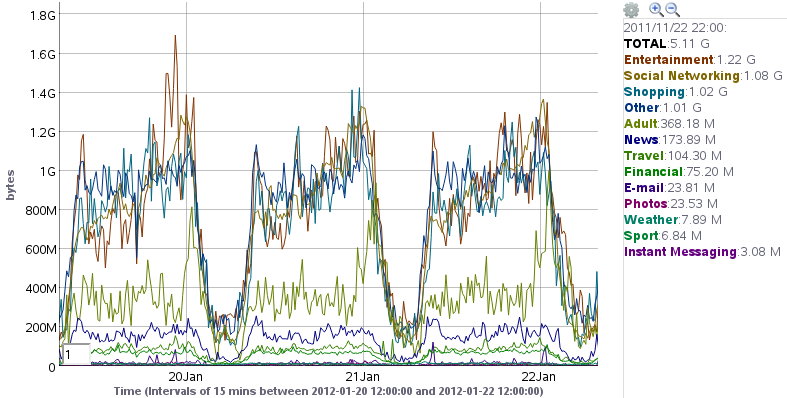 1.8G
1.6G
1.4G
1.2G
1G
800M
600M
400M
200M
0
bytes
1
20Jan
21Jan
22Jan
Time (Intervals of 15 mins between 2012-01-20 12:00:00 and 2012-01-22 12:00:00)
2011/11/22 22:00:
TOTAL:5.11 G
Entertainment:1.22 G
Social Networking:1.08 G
Shopping:1.02 G
Other:1.01 G
Adult:368.18 M
News:173.89 M
Travel:104.30 M
Financial:75.20 M
E-mail:23.81 M
Photos:23.53 M
Weather:7.89 M
Sport:6.84 M
Instant Messaging:3.08 M